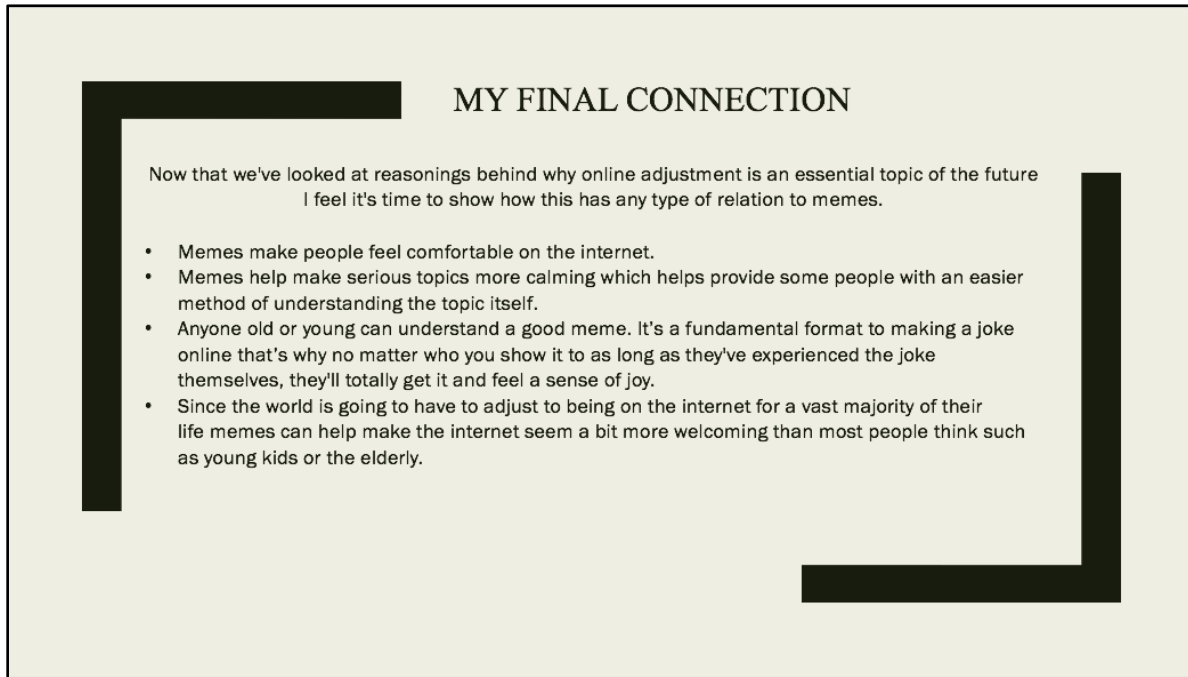 MY FINAL CONNECTION
Now that we've looked at reasonings behind why online adjustment is an essential topic of the future
I feel it's time to show how this has any type of relation to memes.
• Memes make people feel comfortable on the internet.
• Memes help make serious topics more calming which helps provide some people with an easier
method of understanding the topic itself.
• Anyone old or young can understand a good meme. It’s a fundamental format to making a joke
online that’s why no matter who you show it to as long as they've experienced the joke
themselves, they'll totally get it and feel a sense of joy.
• Since the world is going to have to adjust to being on the internet for a vast majority of their
life memes can help make the internet seem a bit more welcoming than most people think such
as young kids or the elderly.